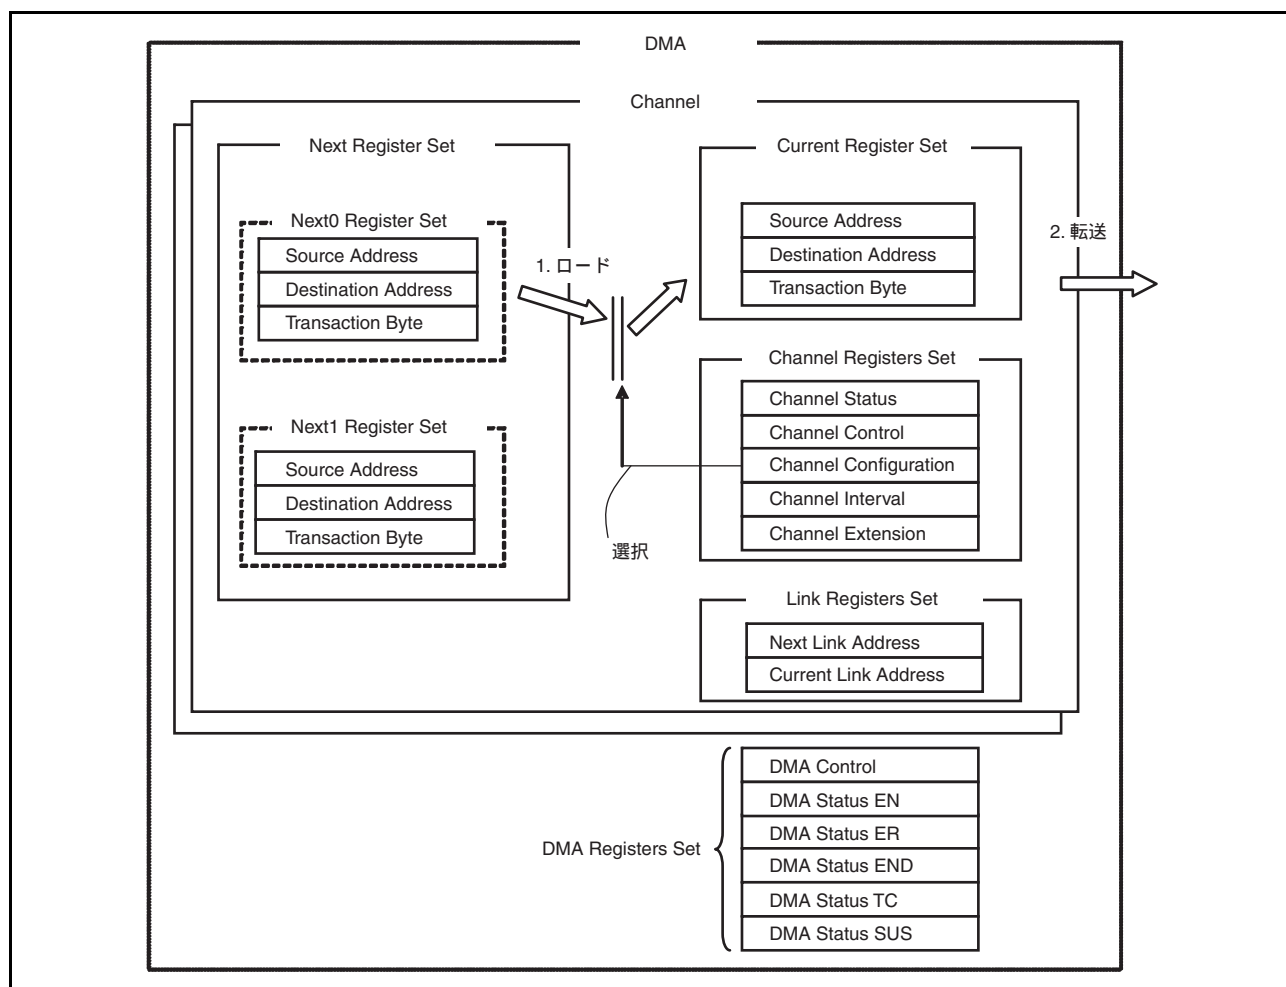 DMA
Channel
Next Register Set
Next0 Register Set
Source Address
Destination Address
Transaction Byte
Next1 Register Set
Source Address
Destination Address
Transaction Byte
1. ロード
選択
Current Register Set
Source Address
Destination Address
Transaction Byte
2. 転送
Channel Registers Set
Channel Status
Channel Control
Channel Configuration
Channel Interval
Channel Extension
Link Registers Set
Next Link Address
Current Link Address
DMA Registers Set
DMA Control
DMA Status EN
DMA Status ER
DMA Status END
DMA Status TC
DMA Status SUS